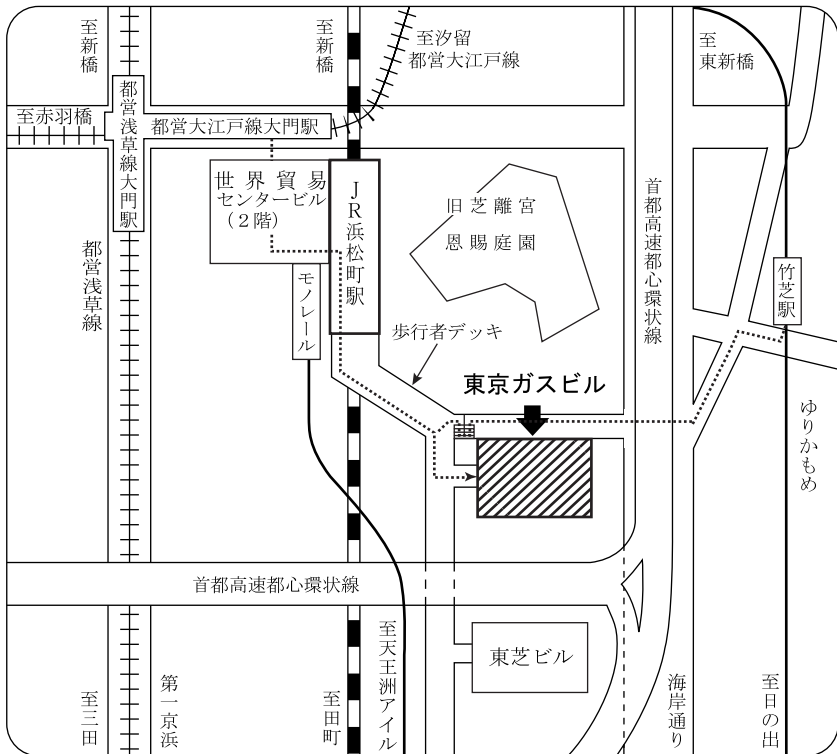 至新橋
至新橋
至汐留
都営大江戸線
至
東新橋
至赤羽橋
都営浅草線大門駅
都営大江戸線大門駅
世界貿易
センタービル
（2階）
JR浜松町駅
旧芝離宮
恩賜庭園
首都高速都心環状線
都営浅草線
モノレール
竹芝駅
歩行者デッキ
東京ガスビル
ゆりかもめ
首都高速都心環状線
至三田
第一京浜
至田町
至天王洲アイル
東芝ビル
海岸通り
至日の出